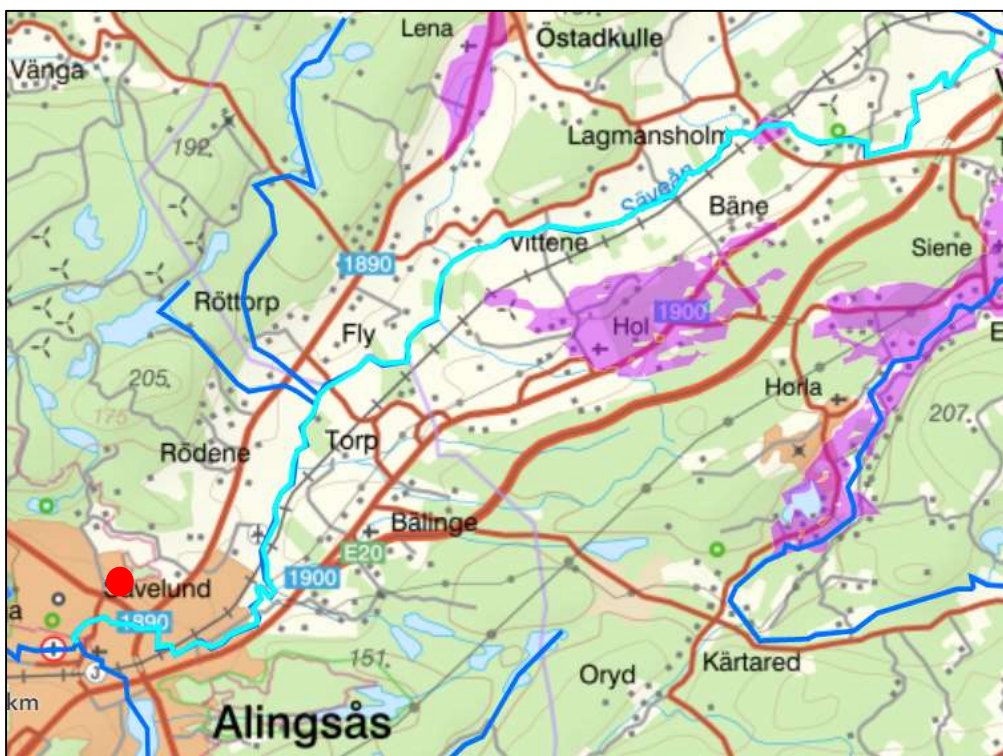 Lena
Östadkulle
Vänga
192
Lagmansholm
Säveån
Bäne
Vittene
Siene
1890
Röttorp
Fly
Hol
1900
205
Horla
175
207
Torp
Rödene
Bälinge
E20
1900
Sävelund
1890
a
J
151
Oryd
Kärtared
km
Alingsås